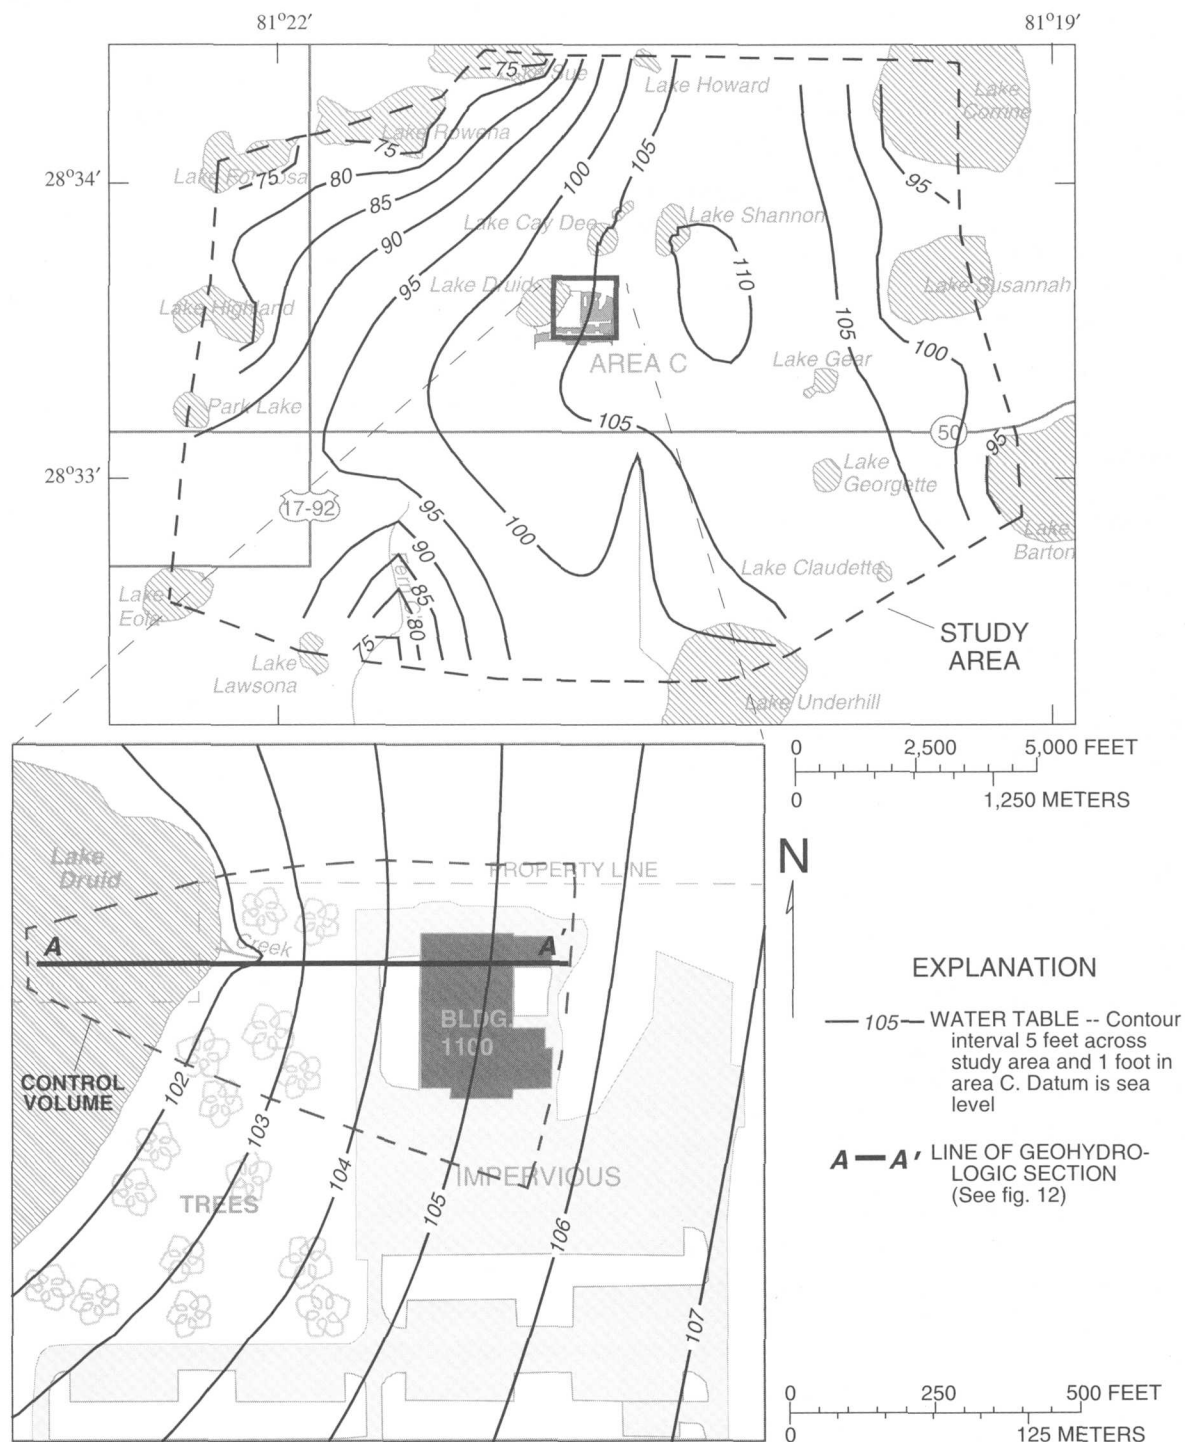 81°22′
81°19′
75
Lake Sue
Lake Howard
Lake Corrine
Lake Rowena
75
28°34′
Lake Formosa
75
80
100
105
95
85
Lake Cay Dee
Lake Shannon
90
110
95
Lake Druid
Lake Susannah
Lake Highland
105
AREA C
Lake Gear
100
Park Lake
105
50
95
28°33′
Lake Georgette
17-92
95
100
90
Lake Barton
Lake Claudette
85
Lake Eola
80
75
STUDY AREA
Lake Lawsona
Lake Underhill
0 2,500 5,000 FEET
0 1,250 METERS
N
Lake Druid
PROPERTY LINE
A
Creek
A′
BLDG. 1100
CONTROL VOLUME
102
103
104
IMPERVIOUS
TREES
105
106
107
EXPLANATION
105 WATER TABLE -- Contour
interval 5 feet across
study area and 1 foot in
area C. Datum is sea
level
A A′ LINE OF GEOHYDRO-
LOGIC SECTION
(See fig. 12)
0 250 500 FEET
0 125 METERS